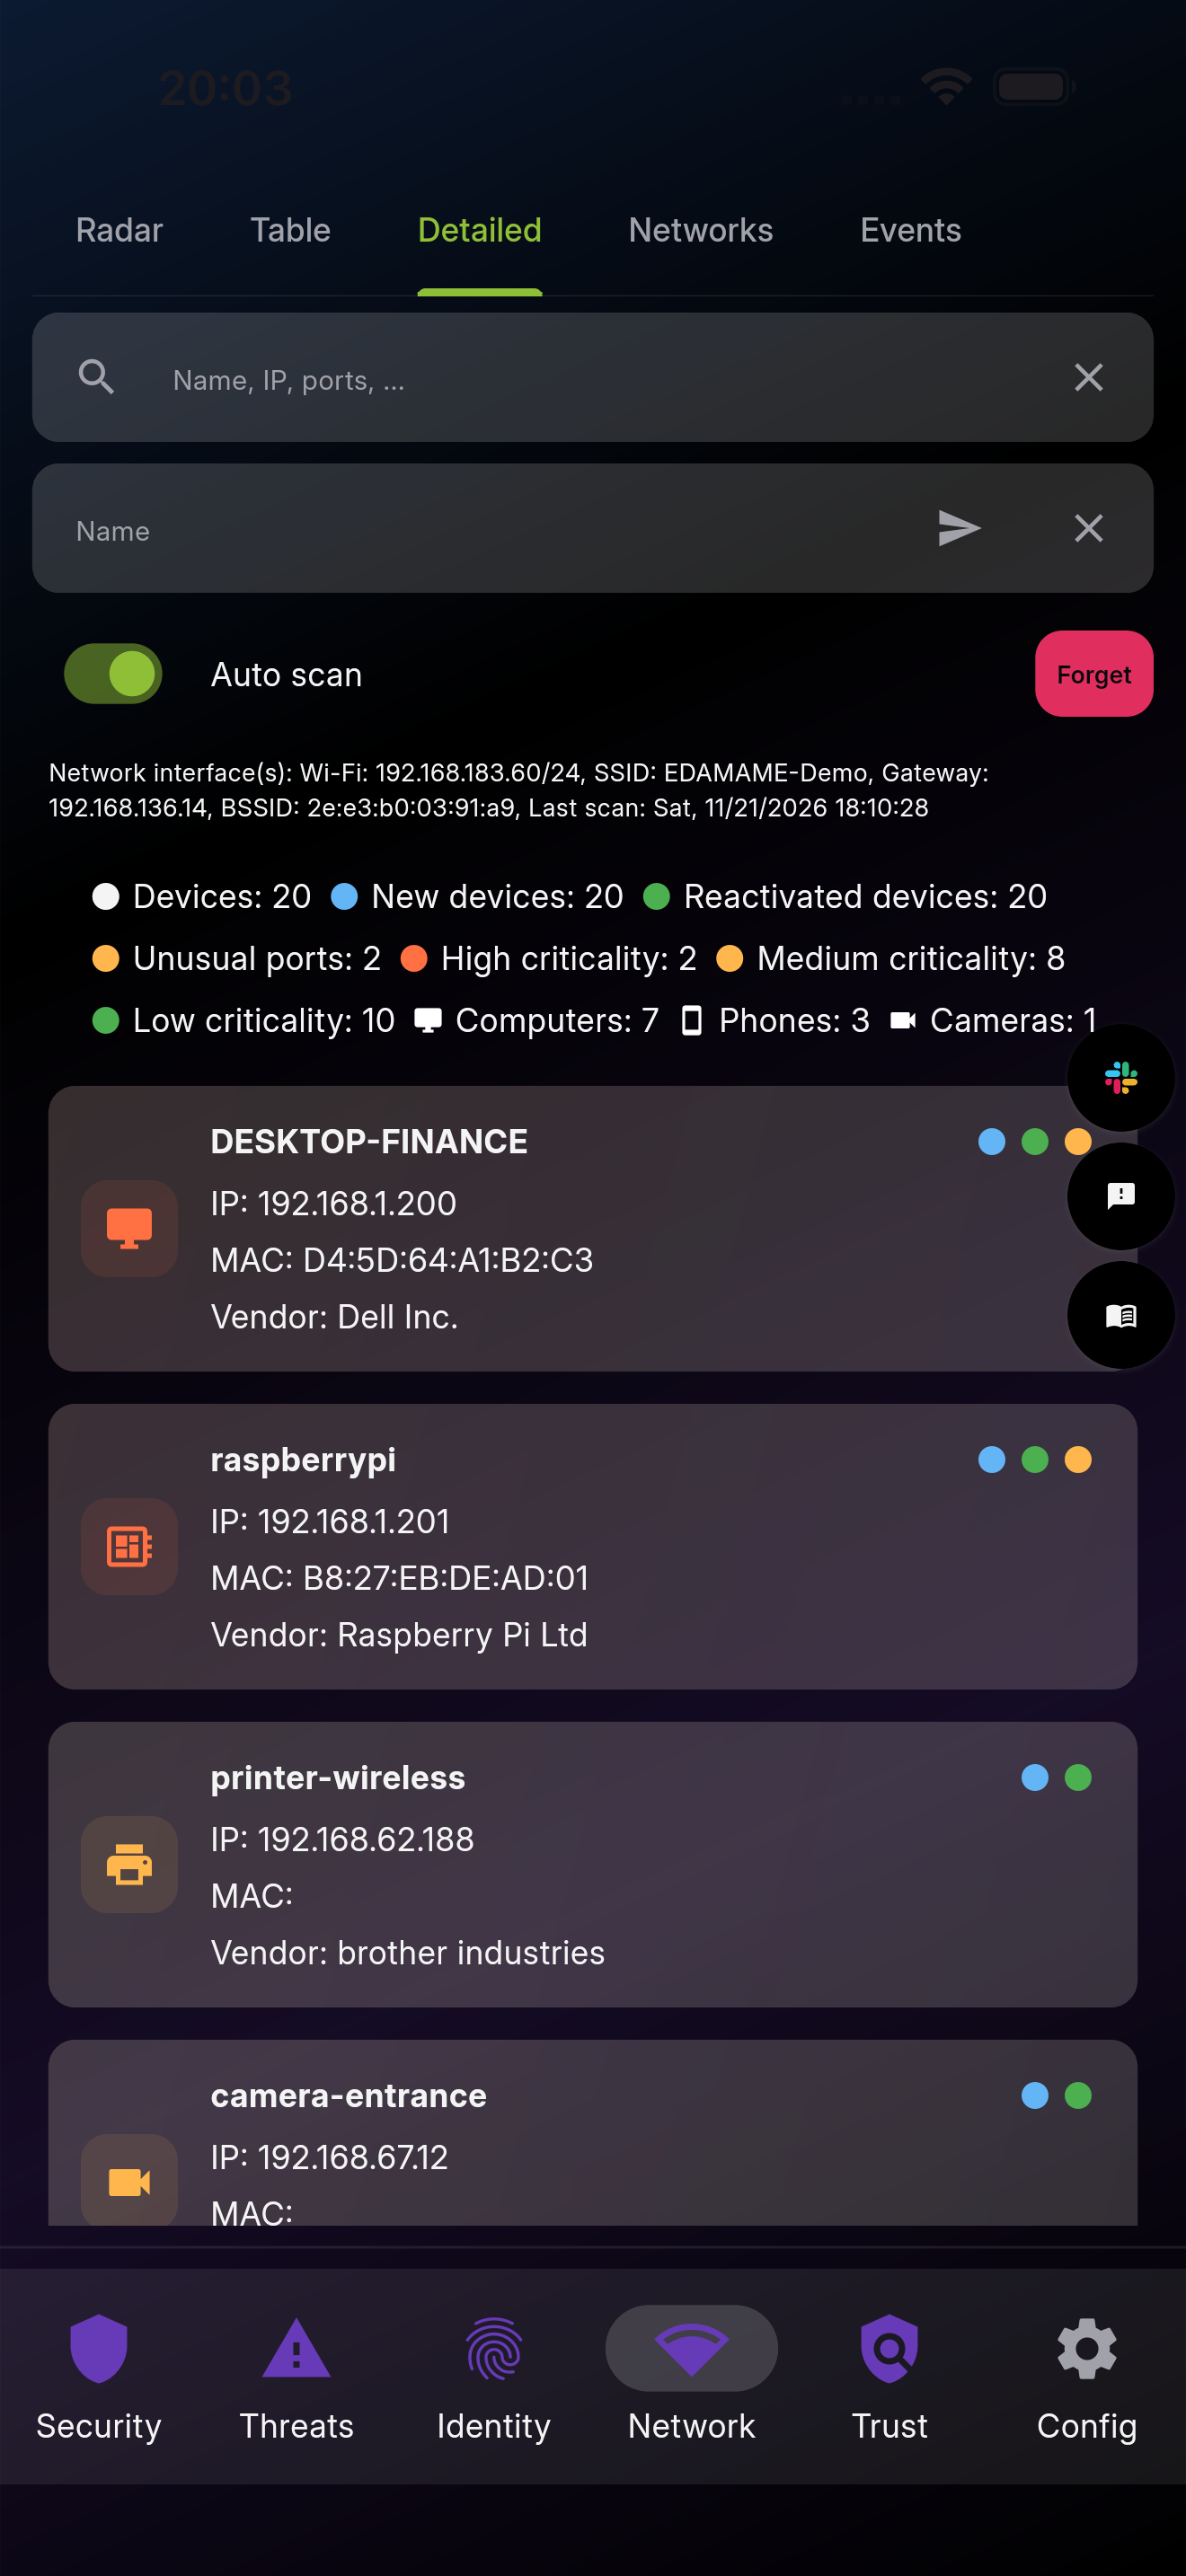 20:03
Radar Table Detailed Networks Events
Name, IP, ports, ...
Name
Auto scan Forget
Network interface(s): Wi-Fi: 192.168.183.60/24, SSID: EDAMAME-Demo, Gateway:
192.168.136.14, BSSID: 2e:e3:b0:03:91:a9, Last scan: Sat, 11/21/2026 18:10:28
Devices: 20 New devices: 20 Reactivated devices: 20
Unusual ports: 2 High criticality: 2 Medium criticality: 8
Low criticality: 10 Computers: 7 Phones: 3 Cameras: 1
DESKTOP-FINANCE
IP: 192.168.1.200
MAC: D4:5D:64:A1:B2:C3
Vendor: Dell Inc.
raspberrypi
IP: 192.168.1.201
MAC: B8:27:EB:DE:AD:01
Vendor: Raspberry Pi Ltd
printer-wireless
IP: 192.168.62.188
MAC:
Vendor: brother industries
camera-entrance
IP: 192.168.67.12
MAC:
Security Threats Identity Network Trust Config